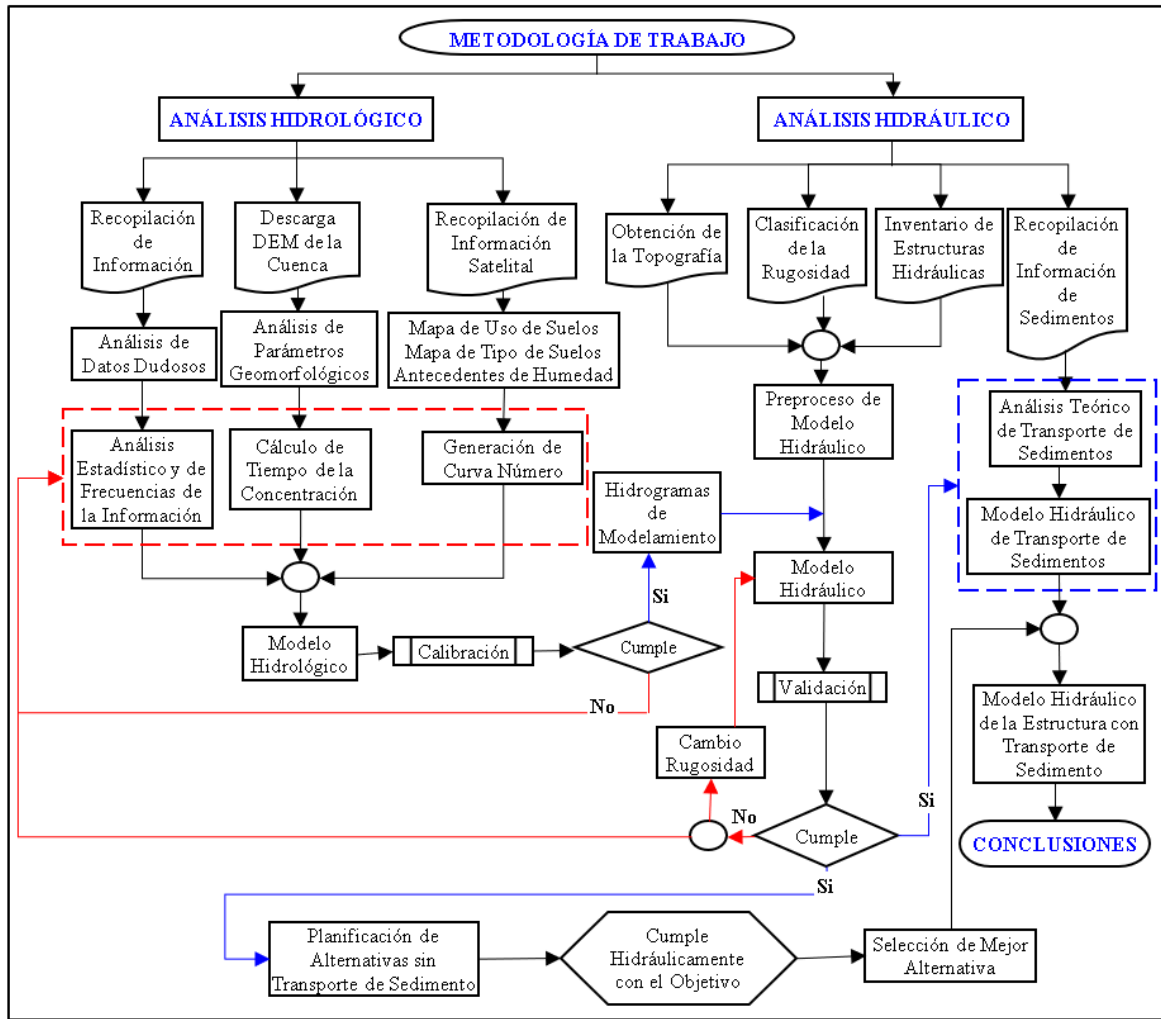 METODOLOGÍA DE TRABAJO
ANÁLISIS HIDROLÓGICO
ANÁLISIS HIDRÁULICO
Recopilación
de
Información
Descarga
DEM de la
Cuenca
Recopilación de
Información
Satelital
Obtención de
la Topografía
Clasificación
de la
Rugosidad
Inventario de
Estructuras
Hidráulicas
Recopilación
de
Información
de
Sedimentos
Análisis de
Datos Dudosos
Análisis de
Parámetros
Geomorfológicos
Mapa de Uso de Suelos
Mapa de Tipo de Suelos
Antecedentes de Humedad
Preproceso de
Modelo
Hidráulico
Análisis Teórico
de Transporte de
Sedimentos
Análisis
Estadístico y de
Frecuencias de
la Información
Cálculo de
Tiempo de la
Concentración
Generación de
Curva Número
Hidrogramas
de
Modelamiento
Modelo Hidráulico
de Transporte de
Sedimentos
Modelo
Hidráulico
Si
Modelo
Hidrológico
Calibración
Cumple
No
Validación
Modelo Hidráulico
de la Estructura con
Transporte de
Sedimento
Cambio
Rugosidad
Si
No
Cumple
CONCLUSIONES
Si
Planificación de
Alternativas sin
Transporte de Sedimento
Cumple
Hidráulicamente
con el Objetivo
Selección de Mejor
Alternativa